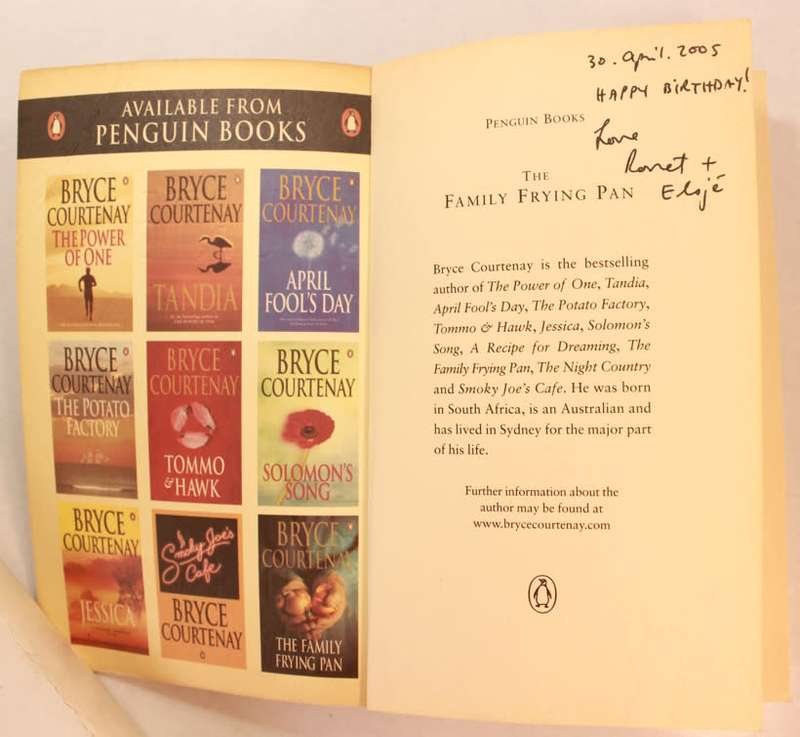 AVAILABLE FROM
PENGUIN BOOKS
BRYCE
COURTENAY
THE POWER
OF ONE
BRYCE
COURTENAY
TANDIA
BRYCE
COURTENAY
APRIL
FOOL'S DAY
BRYCE
COURTENAY
THE POTATO
FACTORY
BRYCE
COURTENAY
TOMMO
& HAWK
BRYCE
COURTENAY
SOLOMON'S
SONG
BRYCE
COURTENAY
JESSICA
Smoky Joe's
Cafe
BRYCE
COURTENAY
BRYCE
COURTENAY
THE FAMILY
FRYING PAN
30. April. 2005
HAPPY BIRTHDAY!
Love
+
PENGUIN BOOKS
THE
FAMILY FRYING PAN
Bryce Courtenay is the bestselling
author of The Power of One, Tandia,
April Fool's Day, The Potato Factory,
Tommo & Hawk, Jessica, Solomon's
Song, A Recipe for Dreaming, The
Family Frying Pan, The Night Country
and Smoky Joe's Cafe. He was born
in South Africa, is an Australian and
has lived in Sydney for the major part
of his life.
Further information about the
author may be found at
www.brycecourtenay.com